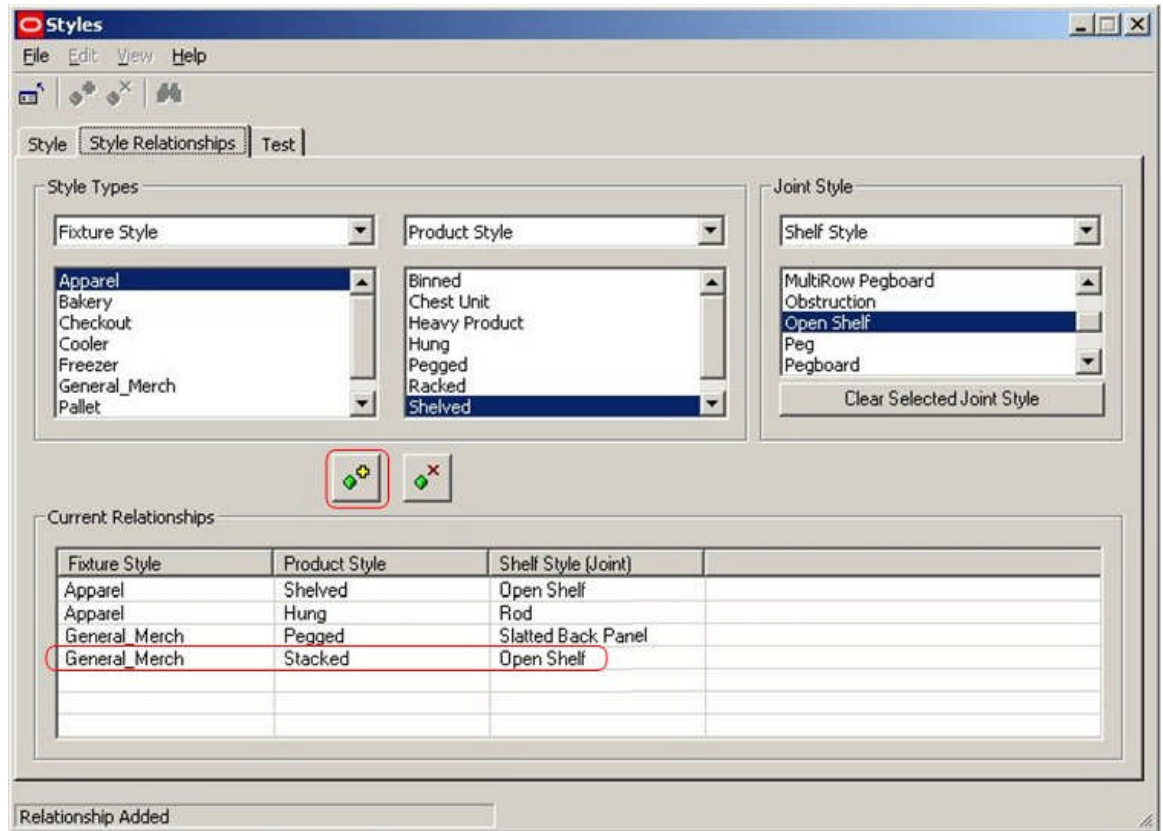 Styles
File Edit View Help
Style Style Relationships Test
Style Types
Joint Style
Fixture Style
Product Style
Shelf Style
Apparel
Bakery
Checkout
Cooler
Freezer
General_Merch
Pallet
Binned
Chest Unit
Heavy Product
Hung
Pegged
Racked
Shelved
MultiRow Pegboard
Obstruction
Open Shelf
Peg
Pegboard
Clear Selected Joint Style
Current Relationships
Fixture Style Product Style Shelf Style (Joint)
Apparel Shelved Open Shelf
Apparel Hung Rod
General_Merch Pegged Slatted Back Panel
General_Merch Stacked Open Shelf
Relationship Added